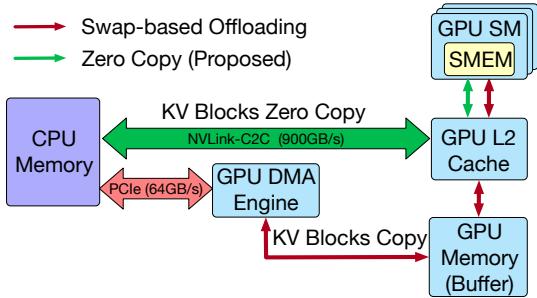 Swap-based Offloading
Zero Copy (Proposed)
GPU SM
SMEM
KV Blocks Zero Copy
CPU
Memory
NVLink-C2C (900GB/s)
GPU L2
Cache
PCIe (64GB/s)
GPU DMA
Engine
KV Blocks Copy
GPU
Memory
(Buffer)